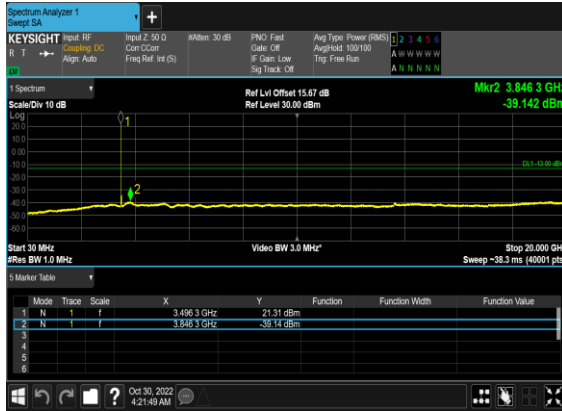 Spectrum Analyzer 1
Swept SA
+
KEYSIGHT Input: RF Input Z: 50 Ω #Atten: 30 dB PNO: Fast Avg Type: Power (RMS) 1 2 3 4 5 6
R T Coupling: DC Corr CCorr Gate: Off Avg|Hold: 100/100 A W W W W W
Align: Auto Freq Ref: Int (S) IF Gain: Low Trig: Free Run
LXI Sig Track: Off A N N N N N
1 Spectrum Ref Lvl Offset 15.67 dB Mkr2 3.846 3 GHz
Scale/Div 10 dB Ref Level 30.00 dBm -39.142 dBm
Log
1
20.0
10.0
0.00
-10.0 DL1 -13.00 dBm
-20.0
-30.0
2
-40.0
-50.0
-60.0
Start 30 MHz Video BW 3.0 MHz* Stop 20.000 GHz
#Res BW 1.0 MHz Sweep ~38.3 ms (40001 pts)
5 Marker Table
Mode Trace Scale X Y Function Function Width Function Value
1 N 1 f 3.496 3 GHz 21.31 dBm
2 N 1 f 3.846 3 GHz -39.14 dBm
3
4
5
6
? Oct 30, 2022
4:21:49 AM